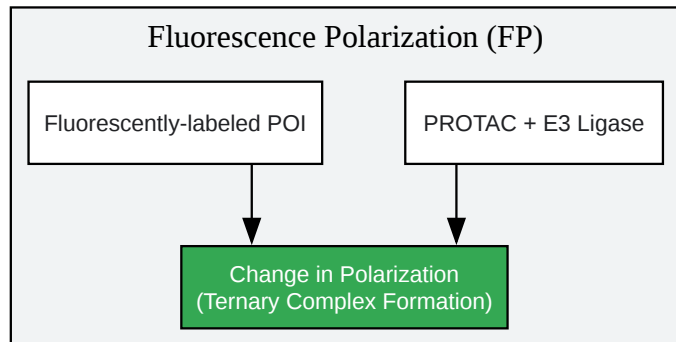 Fluorescence Polarization (FP)
Fluorescently-labeled POI
PROTAC + E3 Ligase
Change in Polarization
(Ternary Complex Formation)